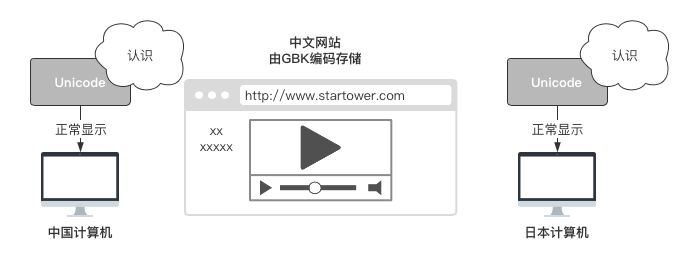 认识
Unicode
正常显示
中国计算机
中文网站
由GBK编码存储
http://www.startower.com
xx
xxxxx
认识
Unicode
正常显示
日本计算机